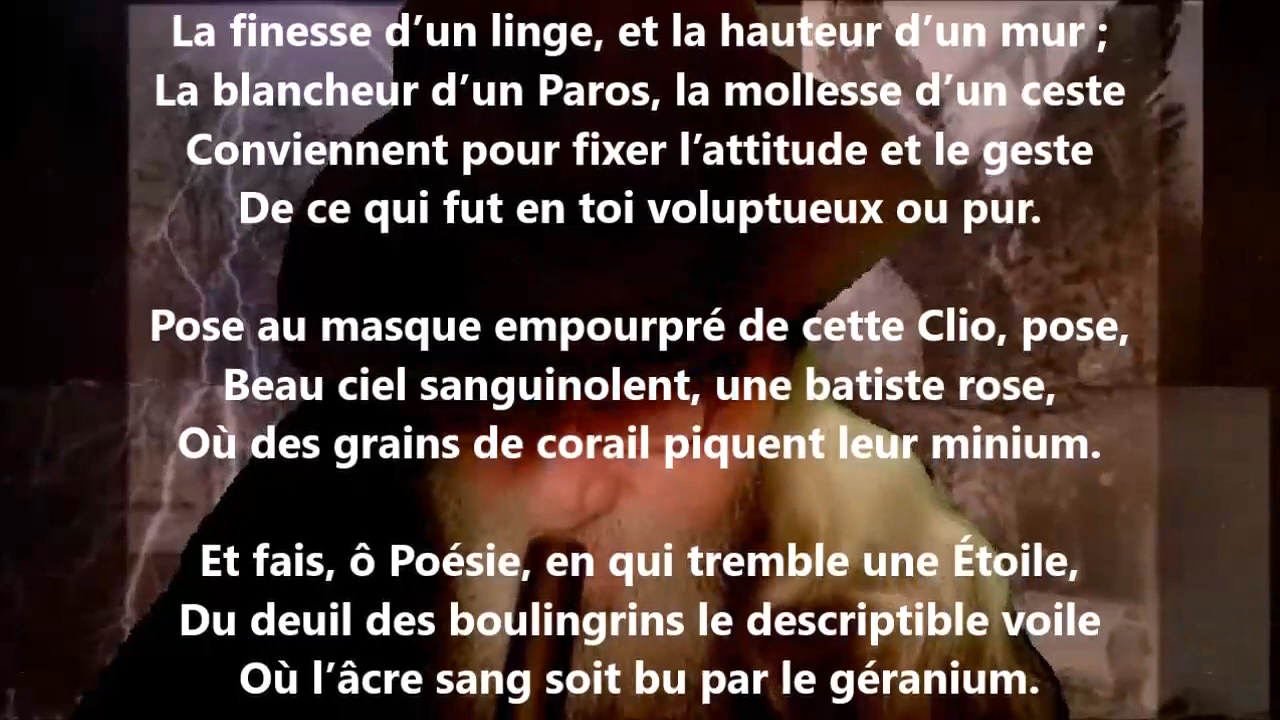 La finesse d’un linge, et la hauteur d’un mur ;
La blancheur d’un Paros, la mollesse d’un ceste
Conviennent pour fixer l’attitude et le geste
De ce qui fut en toi voluptueux ou pur.
Pose au masque empourpré de cette Clio, pose,
Beau ciel sanguinolent, une batiste rose,
Où des grains de corail piquent leur minium.
Et fais, ô Poésie, en qui tremble une Étoile,
Du deuil des boulingrins le descriptible voile
Où l’âcre sang soit bu par le géranium.